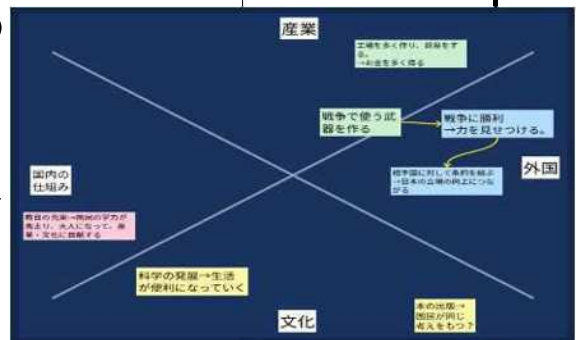 産業
工場を多く作り、貿易をす
る。
→お金を多く得る
戦争で使う武
器を作る
戦争に勝利
→力を見せつける。
相手国に対して条約を結ぶ
→日本の立場の向上につな
がる
外国
国内の
仕組み
教育の充実→国民の学力が
高まり、大人になって、産
業・文化に貢献する
科学の発展→生活
が便利になっていく
本の出版→
国民が同じ
考えをもつ？
文化